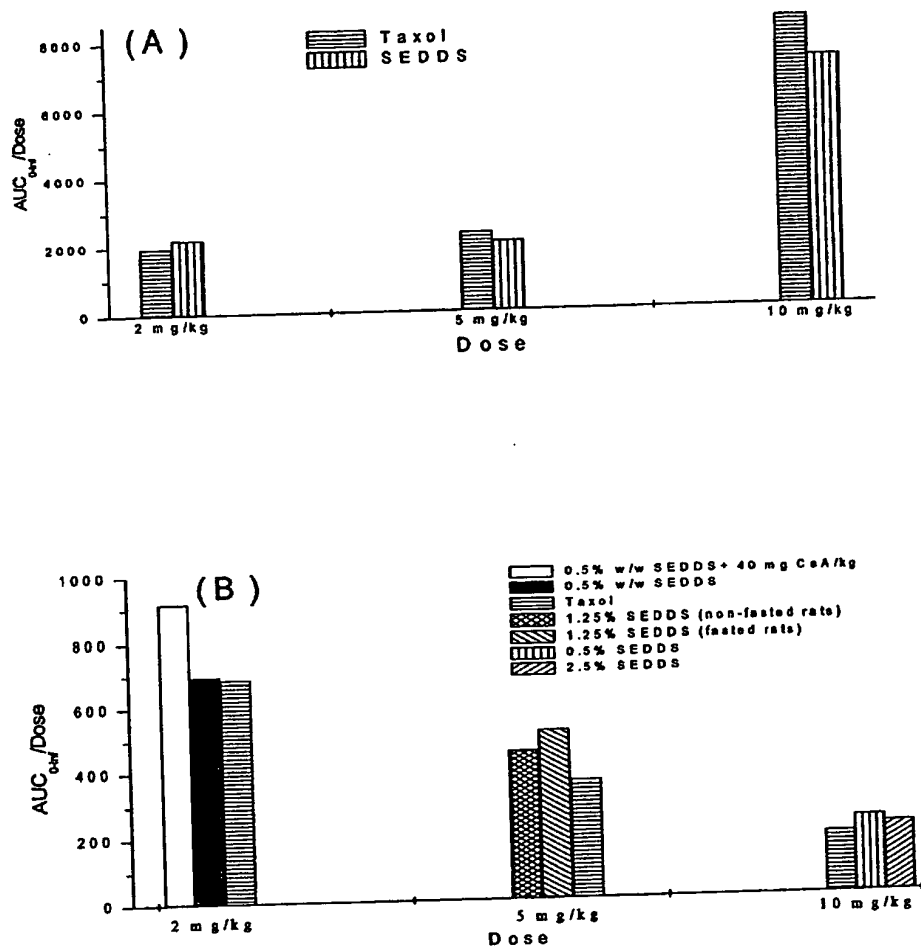 (A)
Taxol
SEDDS
8000
6000
4000
2000
0
AUC0-inf/Dose
2 mg/kg
5 mg/kg
10 mg/kg
Dose
(B)
0.5% w/w SEDDS+ 40 mg CsA/kg
0.5% w/w SEDDS
Taxol
1.25% SEDDS (non-fasted rats)
1.25% SEDDS (fasted rats)
0.5% SEDDS
2.5% SEDDS
1000
800
600
400
200
0
AUC0-inf/Dose
2 mg/kg
5 mg/kg
10 mg/kg
Dose